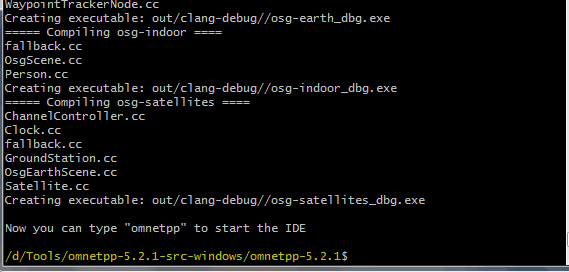 WaypointTrackerNode.cc
Creating executable: out/clang-debug//osg-earth_dbg.exe
===== Compiling osg-indoor ====
fallback.cc
OsgScene.cc
Person.cc
Creating executable: out/clang-debug//osg-indoor_dbg.exe
===== Compiling osg-satellites ====
ChannelController.cc
Clock.cc
fallback.cc
GroundStation.cc
OsgEarthScene.cc
Satellite.cc
Creating executable: out/clang-debug//osg-satellites_dbg.exe
Now you can type "omnetpp" to start the IDE
/d/Tools/omnetpp-5.2.1-src-windows/omnetpp-5.2.1$